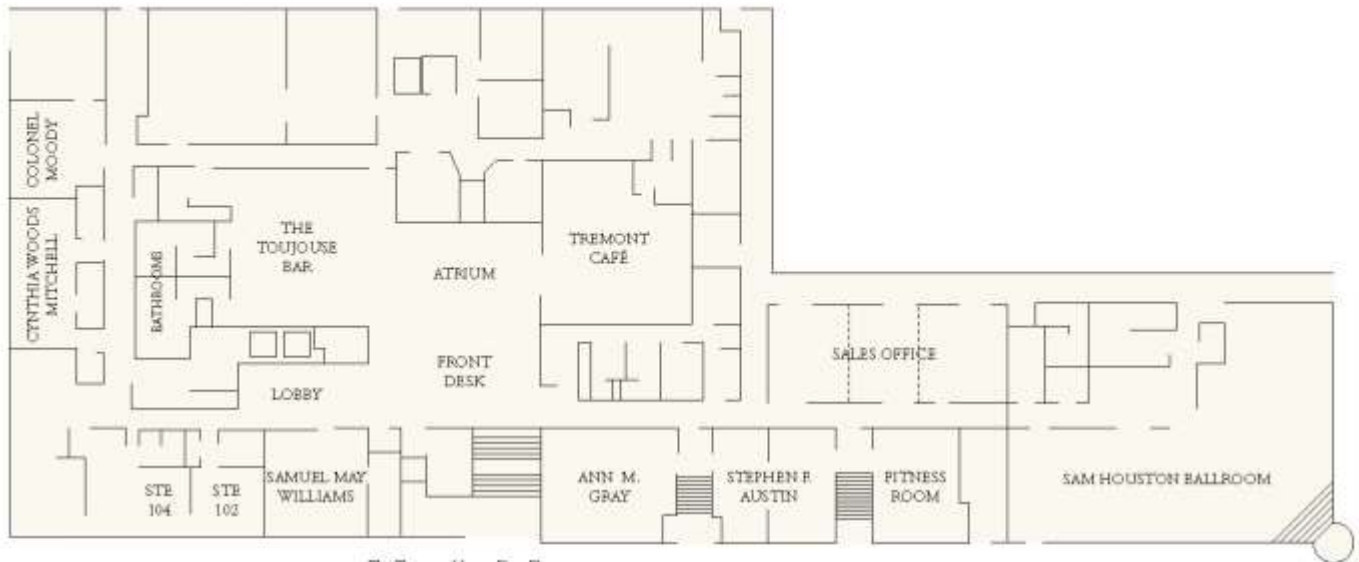 COLONEL
MOODY
CYNTHIA WOODS
MITCHELL
BATHROOMS
THE
TOUJOUSE
BAR
ATRIUM
TREMONT
CAFÉ
FRONT
DESK
LOBBY
SALES OFFICE
STE
104
STE
102
SAMUEL MAY
WILLIAMS
ANN M.
GRAY
STEPHEN F.
AUSTIN
FITNESS
ROOM
SAM HOUSTON BALLROOM